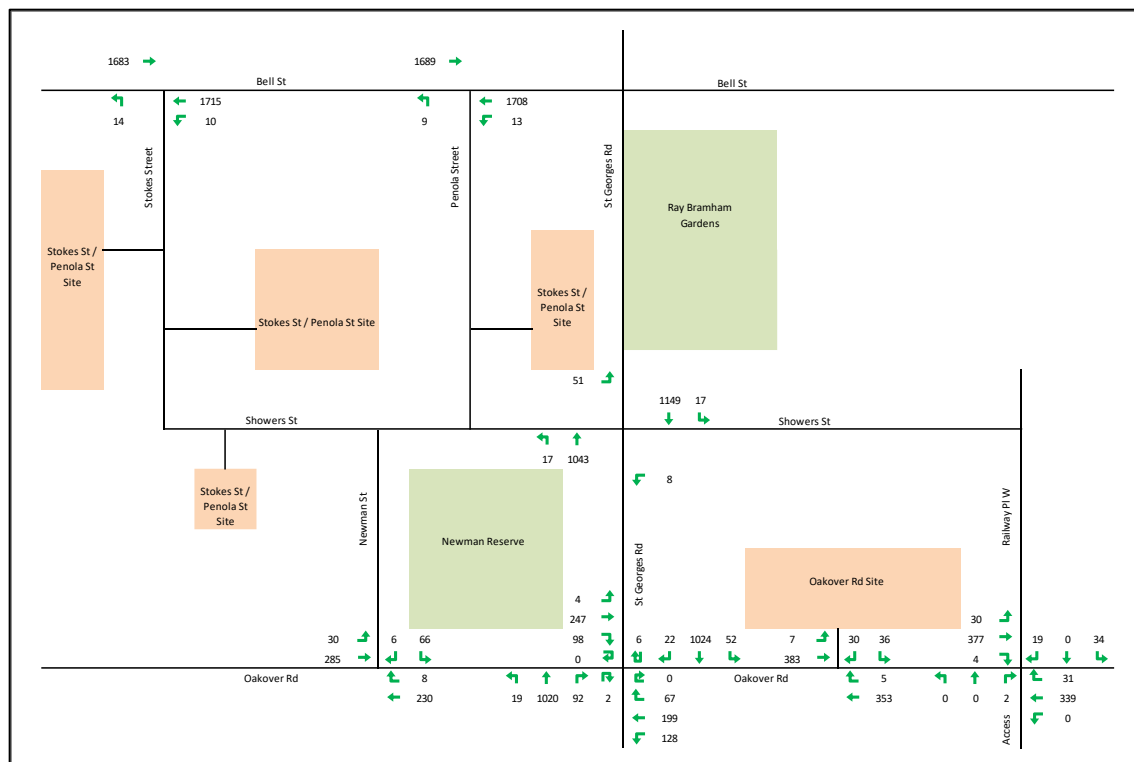 1683 1689
Bell St Bell St
1715 1708
14 10 9 13
Stokes Street
Penola Street
St Georges Rd
Ray Bramham
Gardens
Stokes St /
Penola St
Site
Stokes St / Penola St Site
Stokes St /
Penola St
Site
51
1149 17
Showers St Showers St
17 1043
8
Stokes St /
Penola St
Site
Newman St
Newman Reserve
St Georges Rd
Railway Pl W
Oakover Rd Site
4
247
30
30 6 66 98 6 22 1024 52 7 30 36 377 19 0 34
285 0 383 4
Oakover Rd 8 0 Oakover Rd 5 31
230 19 1020 92 2 67 353 0 0 2 339
199 0
128
Access